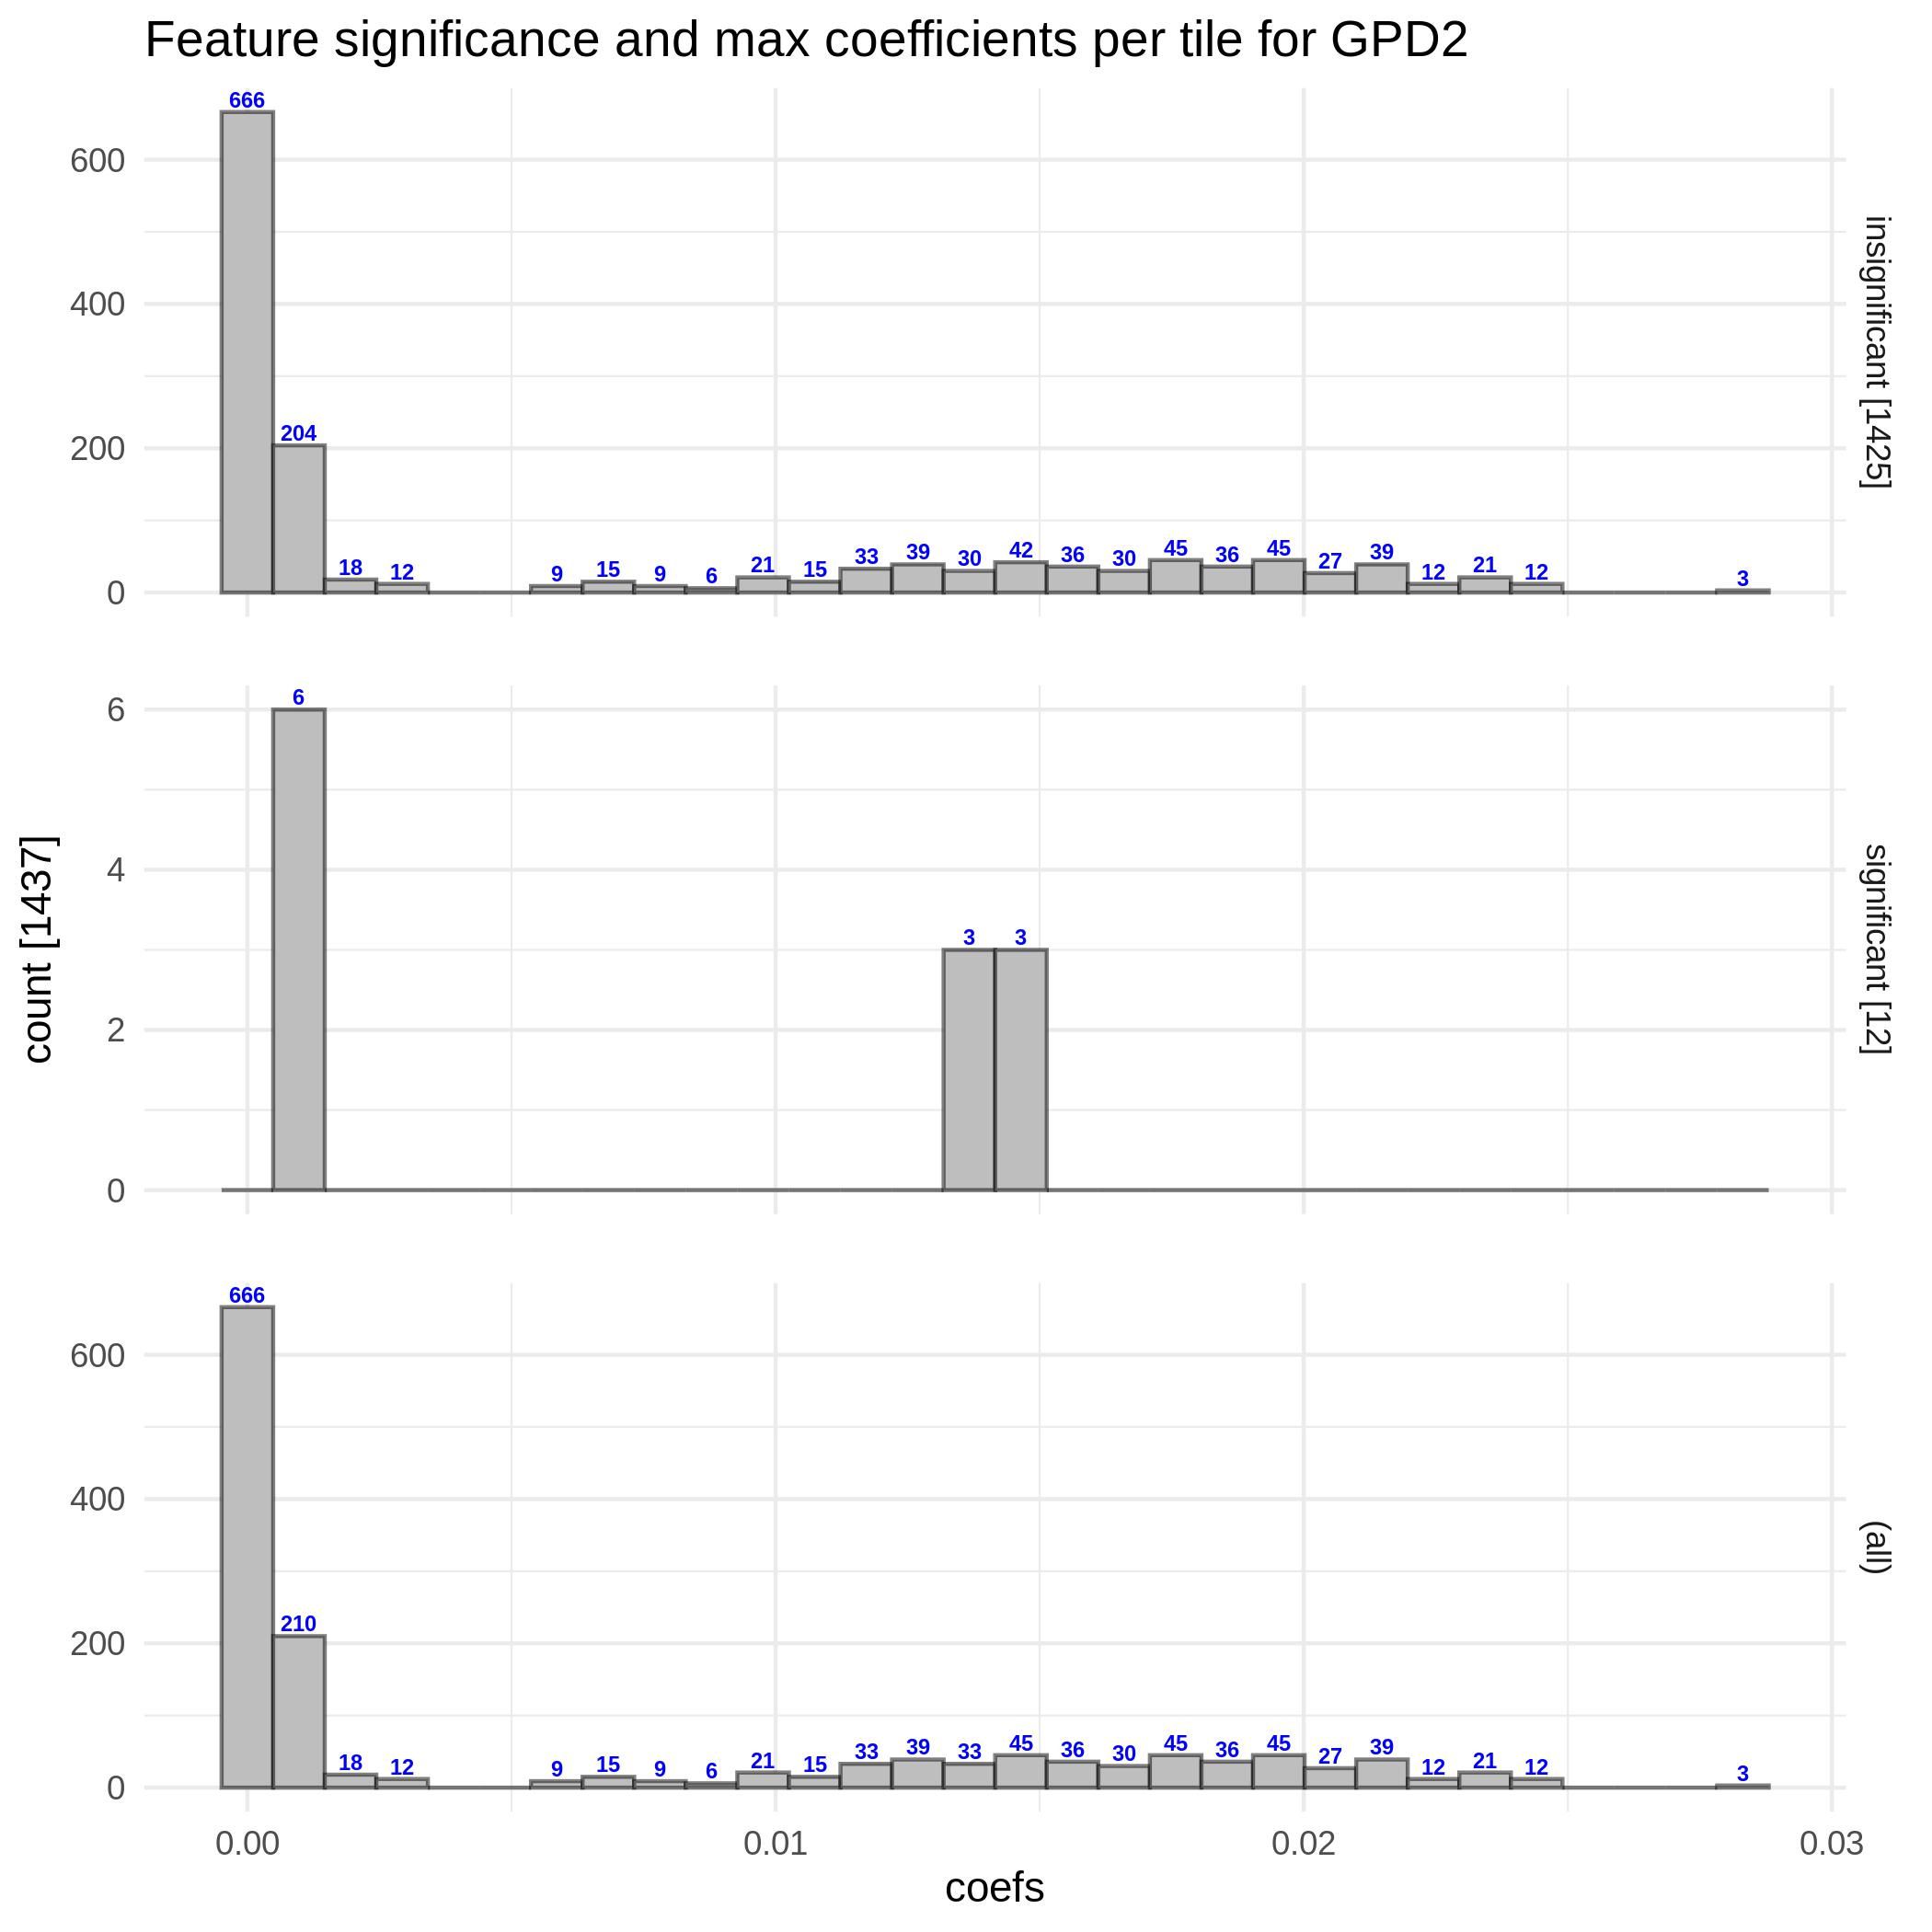 Feature significance and max coefficients per tile for GPD2
666
600
400
204
200
18 12 9 15 9 6 21 15 33 39 30 42 36 30 45 36 45 27 39 12 21 12 3
0
insignificant [1425]
6
6
4
3 3
2
0
significant [12]
count [1437]
666
600
400
210
200
18 12 9 15 9 6 21 15 33 39 33 45 36 30 45 36 45 27 39 12 21 12 3
0
(all)
0.00 0.01 0.02 0.03
coefs